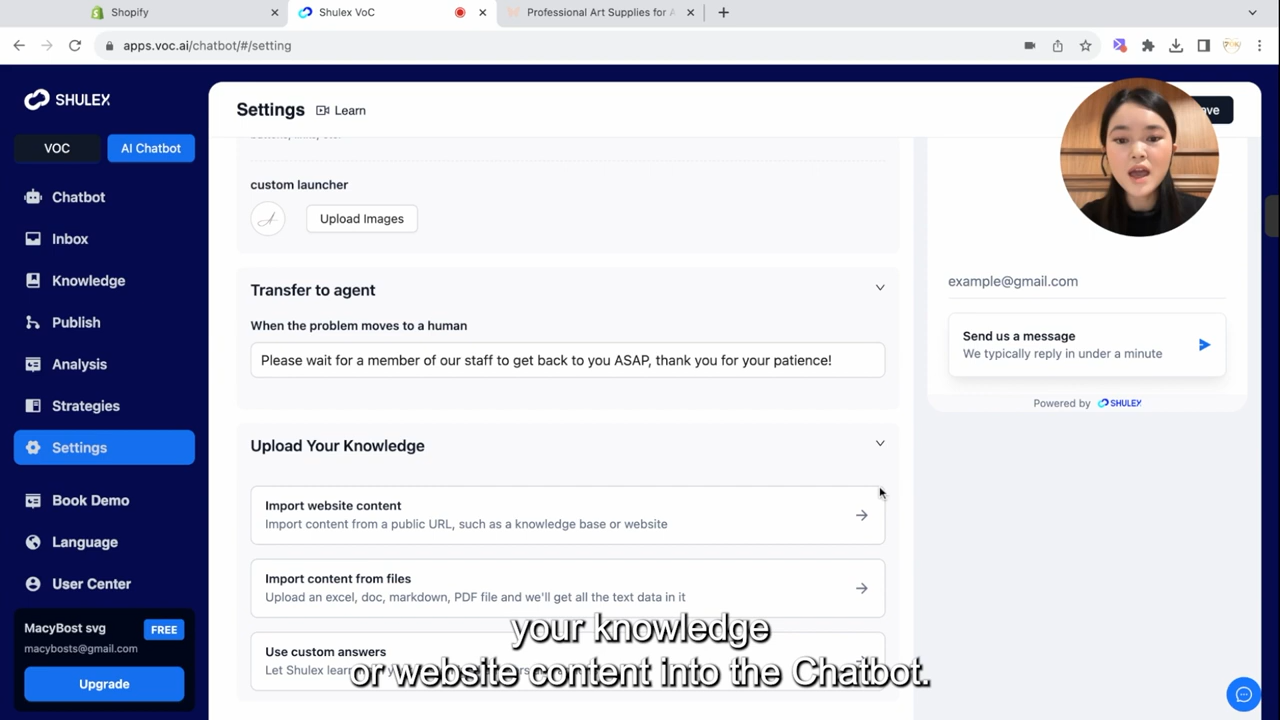 Shopify
Shulex VoC
Professional Art Supplies for
apps.voc.ai/chatbot/#/setting
SHULEX
VOC
AI Chatbot
Chatbot
Inbox
Knowledge
Publish
Analysis
Strategies
Settings
Book Demo
Language
User Center
MacyBost svg
FREE
macybosts@gmail.com
Upgrade
Settings
Learn
custom launcher
Upload Images
Transfer to agent
When the problem moves to a human
Please wait for a member of our staff to get back to you ASAP, thank you for your patience!
Upload Your Knowledge
Import website content
Import content from a public URL, such as a knowledge base or website
Import content from files
Upload an excel, doc, markdown, PDF file and we'll get all the text data in it
Use custom answers
Let Shulex
example@gmail.com
Send us a message
We typically reply in under a minute
Powered by SHULEX
your knowledge
or website content into the Chatbot.